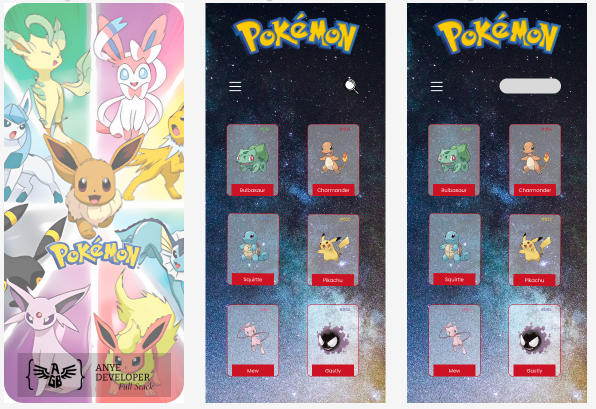 Pokémon
AGB
ANYE
DEVELOPER
Full Stack
Pokémon
Bulbasaur
Charmander
Squirtle
Pikachu
Mew
Gastly
Pokémon
Bulbasaur
Charmander
Squirtle
Pikachu
Mew
Gastly